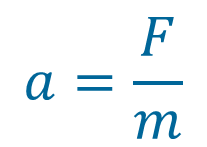 a = F/m